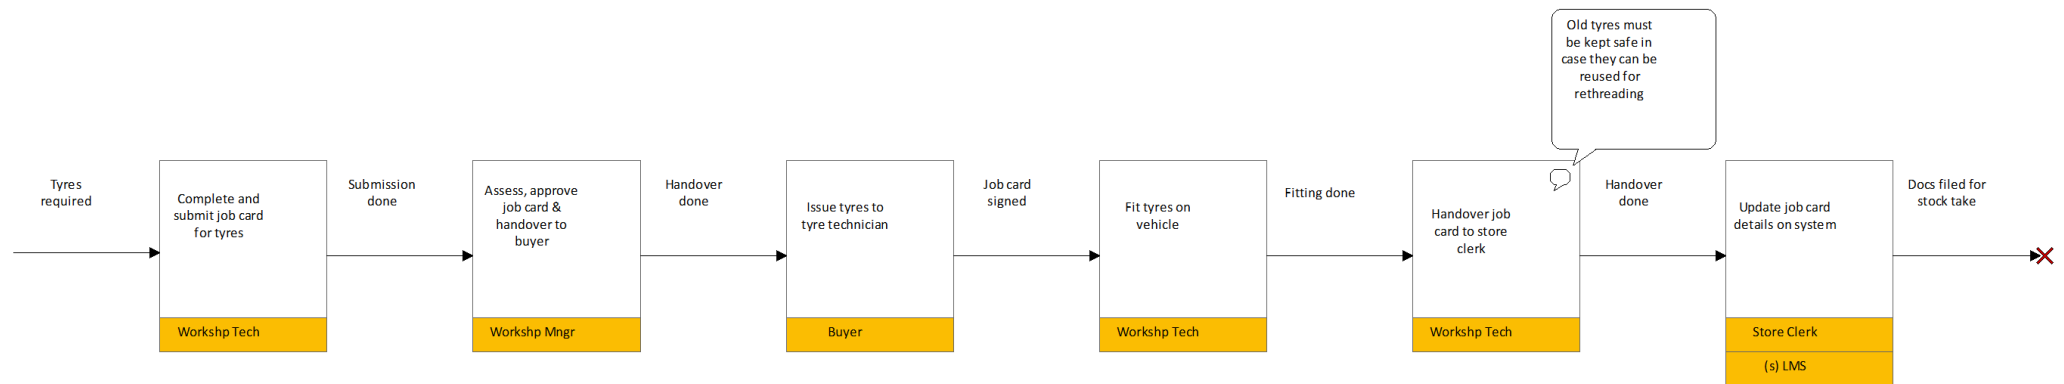 Old tyres must
be kept safe in
case they can be
reused for
rethreading
Tyres
required
Complete and
submit job card
for tyres
Workshp Tech
Submission
done
Assess, approve
job card &
handover to
buyer
Workshp Mngr
Handover
done
Issue tyres to
tyre technician
Buyer
Job card
signed
Fit tyres on
vehicle
Workshp Tech
Fitting done
Handover job
card to store
clerk
Workshp Tech
Handover
done
Update job card
details on system
Store Clerk
(s) LMS
Docs filed for
stock take